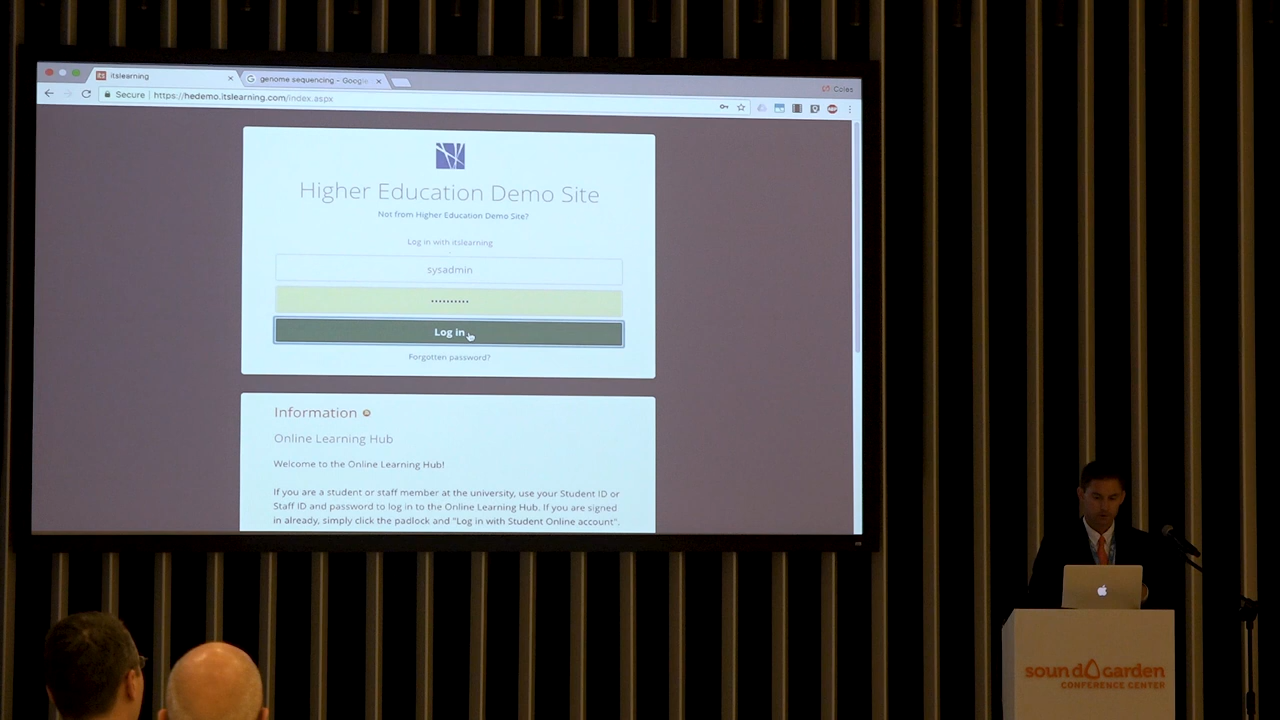 itslearning
genome sequencing - Google
Coles
Secure | https://hedemo.itslearning.com/index.aspx
Higher Education Demo Site
Not from Higher Education Demo Site?
Log in with itslearning
sysadmin
••••••••••
Log in
Forgotten password?
Information
Online Learning Hub
Welcome to the Online Learning Hub!
If you are a student or staff member at the university, use your Student ID or
Staff ID and password to log in to the Online Learning Hub. If you are signed
in already, simply click the padlock and "Log in with Student Online account".
sound garden
CONFERENCE CENTER